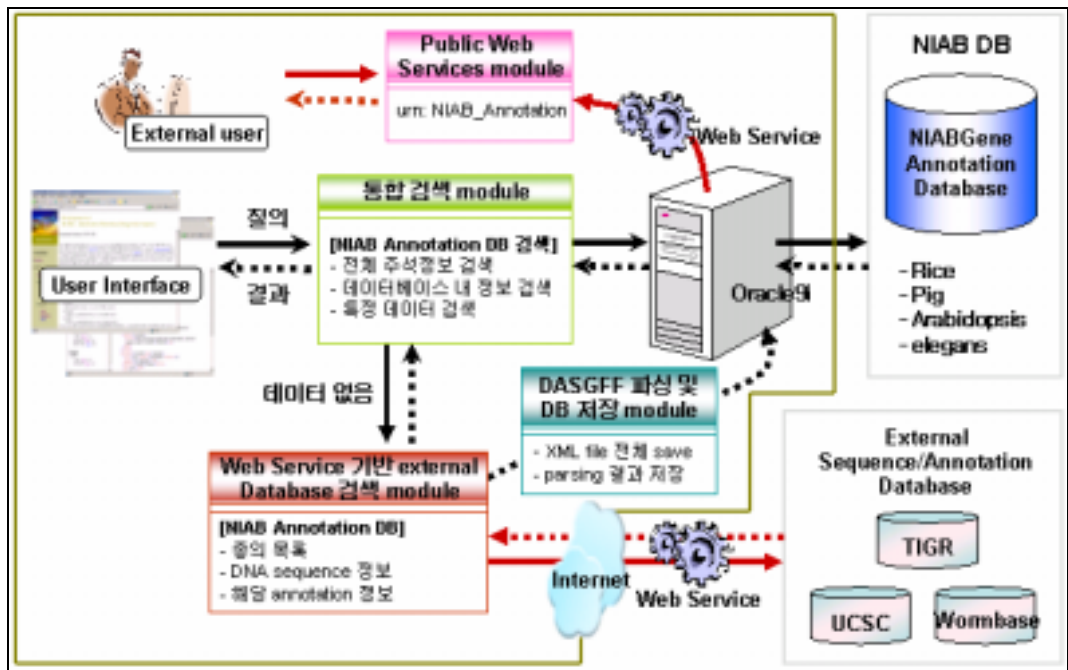 Public Web
Services module
urn: NIAB_Annotation
External user
Web Service
NIAB DB
NIABGene
Annotation
Database
- Rice
- Pig
- Arabidopsis
- elegans
통합 검색 module
[NIAB Annotation DB 검색]
- 전체 주석정보 검색
- 데이터베이스 내 정보 검색
- 특정 데이터 검색
질의
결과
User Interface
Oracle9i
데이터 없음
DASGFF 파싱 및
DB 저장 module
- XML file 전체 save
- parsing 결과 저장
Web Service 기반 external
Database 검색 module
[NIAB Annotation DB]
- 종의 목록
- DNA sequence 정보
- 해당 annotation 정보
Internet
Web Service
External
Sequence/Annotation
Database
TIGR
UCSC
Wormbase